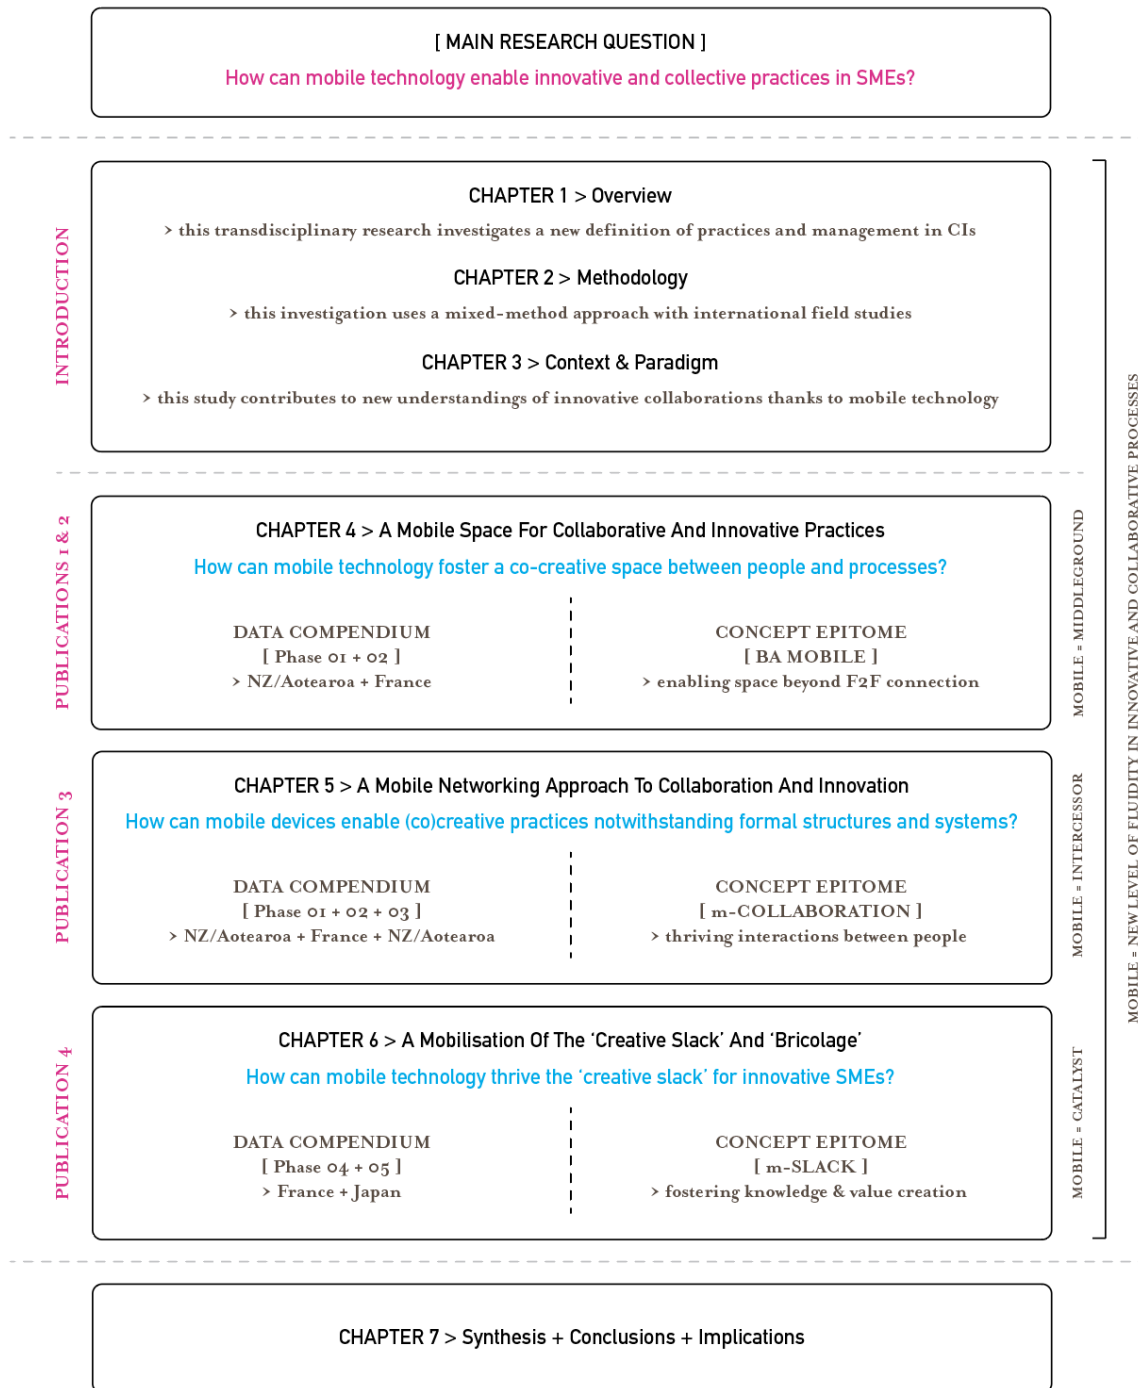 [ MAIN RESEARCH QUESTION ]
How can mobile technology enable innovative and collective practices in SMEs?
INTRODUCTION
CHAPTER 1 > Overview
> this transdisciplinary research investigates a new definition of practices and management in CIs
CHAPTER 2 > Methodology
> this investigation uses a mixed-method approach with international field studies
CHAPTER 3 > Context & Paradigm
> this study contributes to new understandings of innovative collaborations thanks to mobile technology
PUBLICATIONS 1 & 2
CHAPTER 4 > A Mobile Space For Collaborative And Innovative Practices
How can mobile technology foster a co-creative space between people and processes?
DATA COMPENDIUM
[ Phase 01 + 02 ]
> NZ/Aotearoa + France
CONCEPT EPITOME
[ BA MOBILE ]
> enabling space beyond F2F connection
MOBILE = MIDDLEGROUND
PUBLICATION 3
CHAPTER 5 > A Mobile Networking Approach To Collaboration And Innovation
How can mobile devices enable (co)creative practices notwithstanding formal structures and systems?
DATA COMPENDIUM
[ Phase 01 + 02 + 03 ]
> NZ/Aotearoa + France + NZ/Aotearoa
CONCEPT EPITOME
[ m-COLLABORATION ]
> thriving interactions between people
MOBILE = INTERCESSOR
PUBLICATION 4
CHAPTER 6 > A Mobilisation Of The ‘Creative Slack’ And ‘Bricolage’
How can mobile technology thrive the ‘creative slack’ for innovative SMEs?
DATA COMPENDIUM
[ Phase 04 + 05 ]
> France + Japan
CONCEPT EPITOME
[ m-SLACK ]
> fostering knowledge & value creation
MOBILE = CATALYST
MOBILE = NEW LEVEL OF FLUIDITY IN INNOVATIVE AND COLLABORATIVE PROCESSES
CHAPTER 7 > Synthesis + Conclusions + Implications